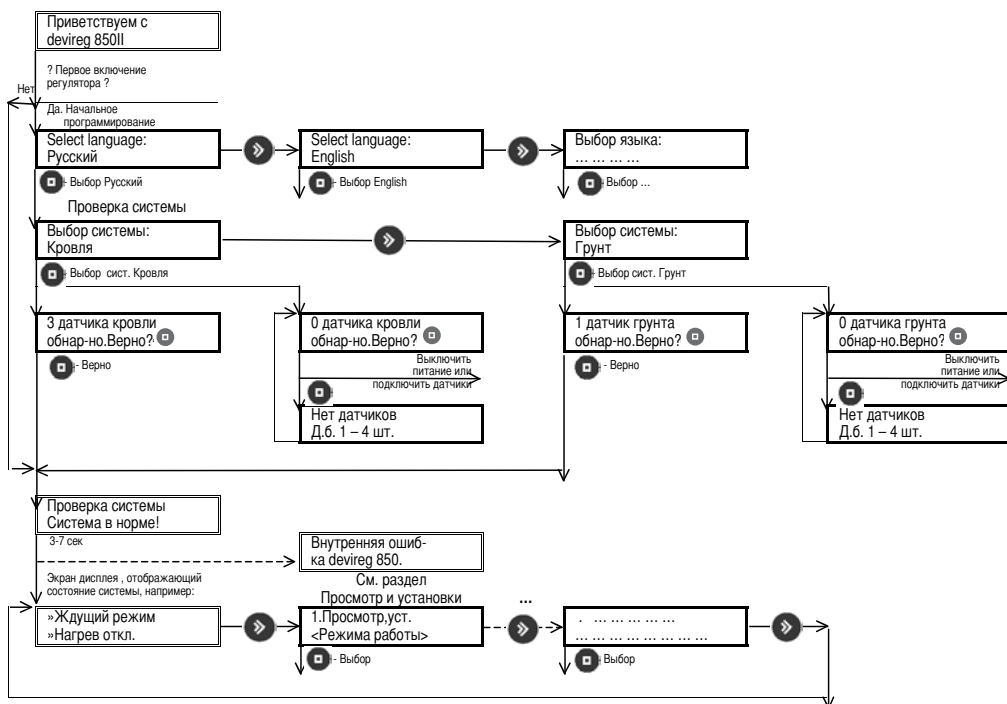 Приветствуем с
devireg 850II
? Первое включение
регулятора ?
Нет
Да. Начальное
программирование
Select language:
Русский
Select language:
English
Выбор языка:
... ... ... ...
- Выбор Русский
- Выбор English
- Выбор ...
Проверка системы
Выбор системы:
Кровля
Выбор системы:
Грунт
- Выбор сист. Кровля
- Выбор сист. Грунт
3 датчика кровли
обнар-но.Верно?
0 датчика кровли
обнар-но.Верно?
1 датчик грунта
обнар-но.Верно?
0 датчика грунта
обнар-но.Верно?
- Верно
Выключить
питание или
подключить датчики
- Верно
Выключить
питание или
подключить датчики
Нет датчиков
Д.б. 1 – 4 шт.
Нет датчиков
Д.б. 1 – 4 шт.
Проверка системы
Система в норме!
3-7 сек
Внутренняя ошиб-
ка devireg 850.
Экран дисплея , отображающий
состояние системы, например:
См. раздел
Просмотр и установки
...
»Ждущий режим
»Нагрев откл.
1.Просмотр,уст.
<Режима работы>
. ... ... ... ... ...
... ... ... ... ... ... ... ...
- Выбор
- Выбор